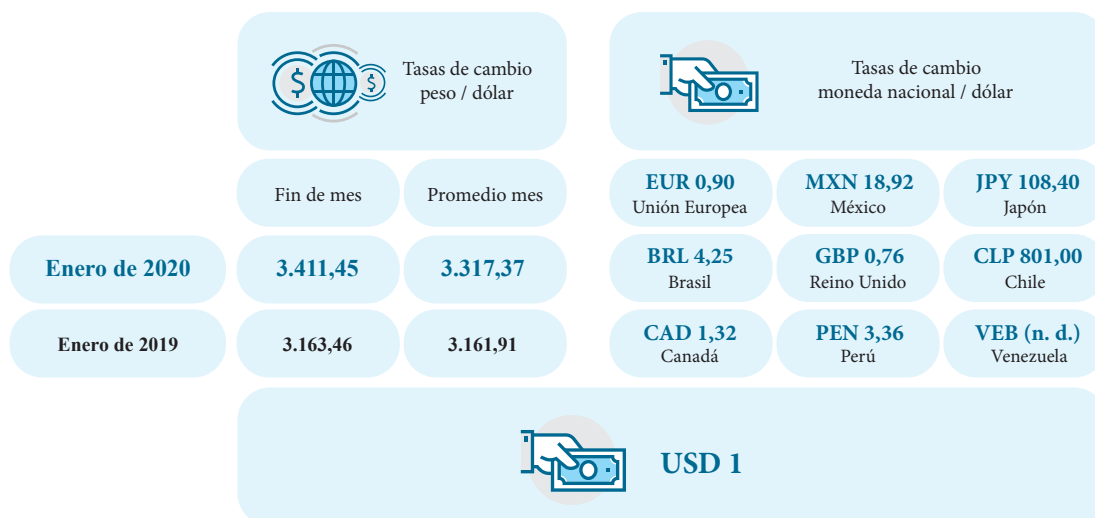 Tasas de cambio
peso / dólar
Tasas de cambio
moneda nacional / dólar
Fin de mes
Promedio mes
EUR 0,90
Unión Europea
MXN 18,92
México
JPY 108,40
Japón
Enero de 2020
3.411,45
3.317,37
BRL 4,25
Brasil
GBP 0,76
Reino Unido
CLP 801,00
Chile
Enero de 2019
3.163,46
3.161,91
CAD 1,32
Canadá
PEN 3,36
Perú
VEB (n. d.)
Venezuela
USD 1
$
$